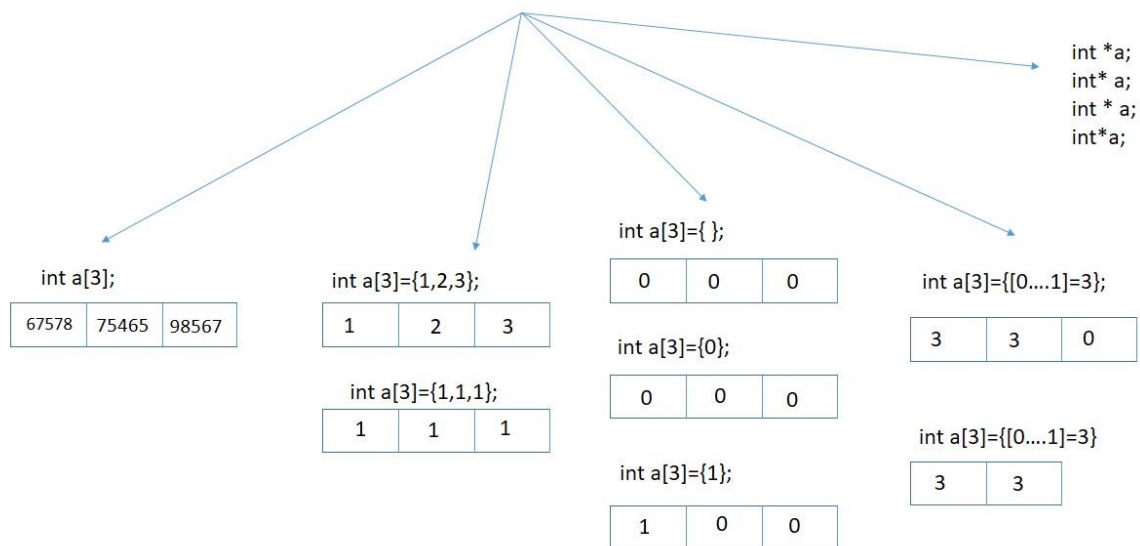 int *a;
int* a;
int * a;
int*a;
int a[3];
67578 75465 98567
int a[3]={1,2,3};
1 2 3
int a[3]={1,1,1};
1 1 1
int a[3]={ };
0 0 0
int a[3]={0};
0 0 0
int a[3]={1};
1 0 0
int a[3]={[0....1]=3};
3 3 0
int a[3]={[0....1]=3}
3 3